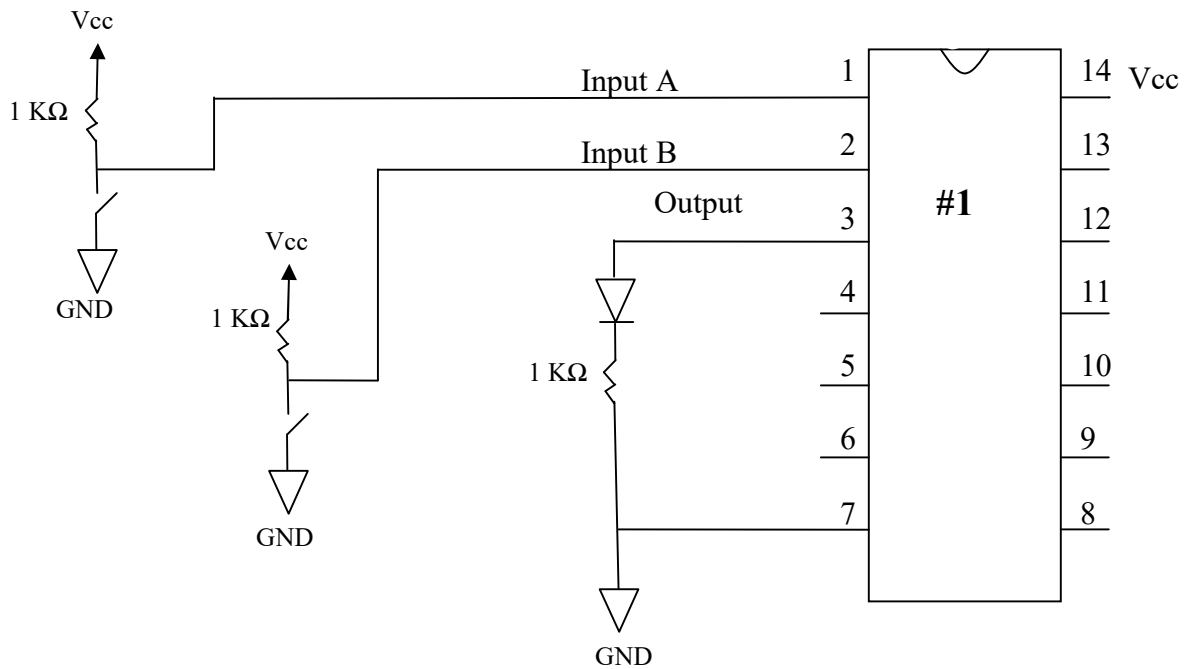 Vcc
1 KΩ
GND
Vcc
1 KΩ
GND
Input A
Input B
Output
1 KΩ
GND
1
2
3
4
5
6
7
#1
14
Vcc
13
12
11
10
9
8